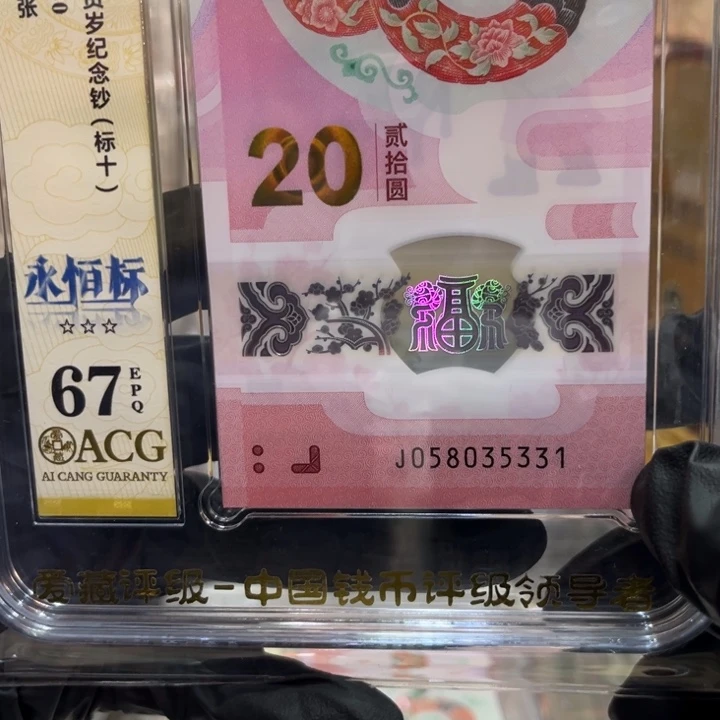 张
贺岁纪念钞(标十)
永恒标
☆☆☆
67 EPQ
ACG
AI CANG GUARANTY
20
贰拾圆
福
J058035331
爱藏评级-中国钱币评级领导者